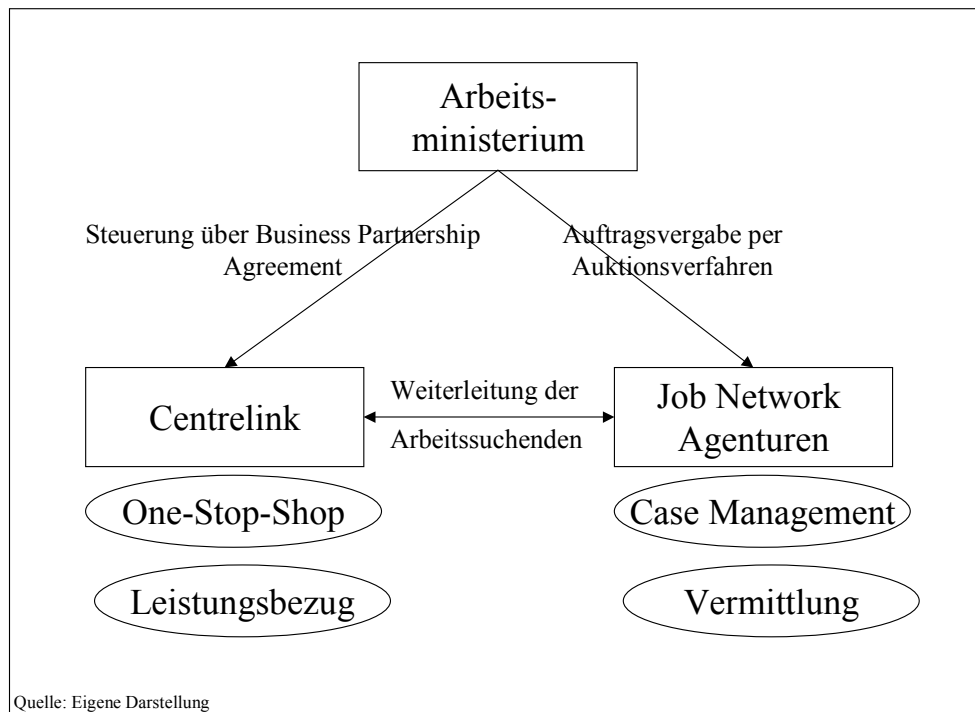 Arbeits-
ministerium
Steuerung über Business Partnership
Agreement
Auftragsvergabe per
Auktionsverfahren
Centrelink
Weiterleitung der
Arbeitssuchenden
Job Network
Agenturen
One-Stop-Shop
Case Management
Leistungsbezug
Vermittlung
Quelle: Eigene Darstellung